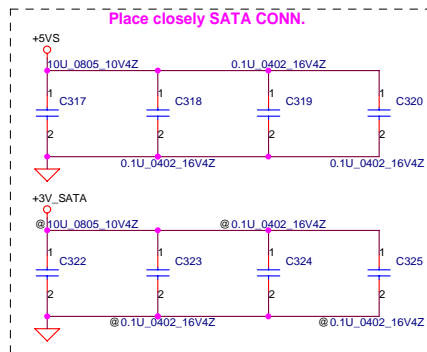 Place closely SATA CONN.
+5VS
10U_0805_10V4Z
0.1U_0402_16V4Z
1
1
1
1
C317
C318
C319
C320
2
2
2
2
0.1U_0402_16V4Z
0.1U_0402_16V4Z
+3V_SATA
@10U_0805_10V4Z
@0.1U_0402_16V4Z
1
1
1
1
C322
C323
C324
C325
2
2
2
2
@0.1U_0402_16V4Z
@0.1U_0402_16V4Z